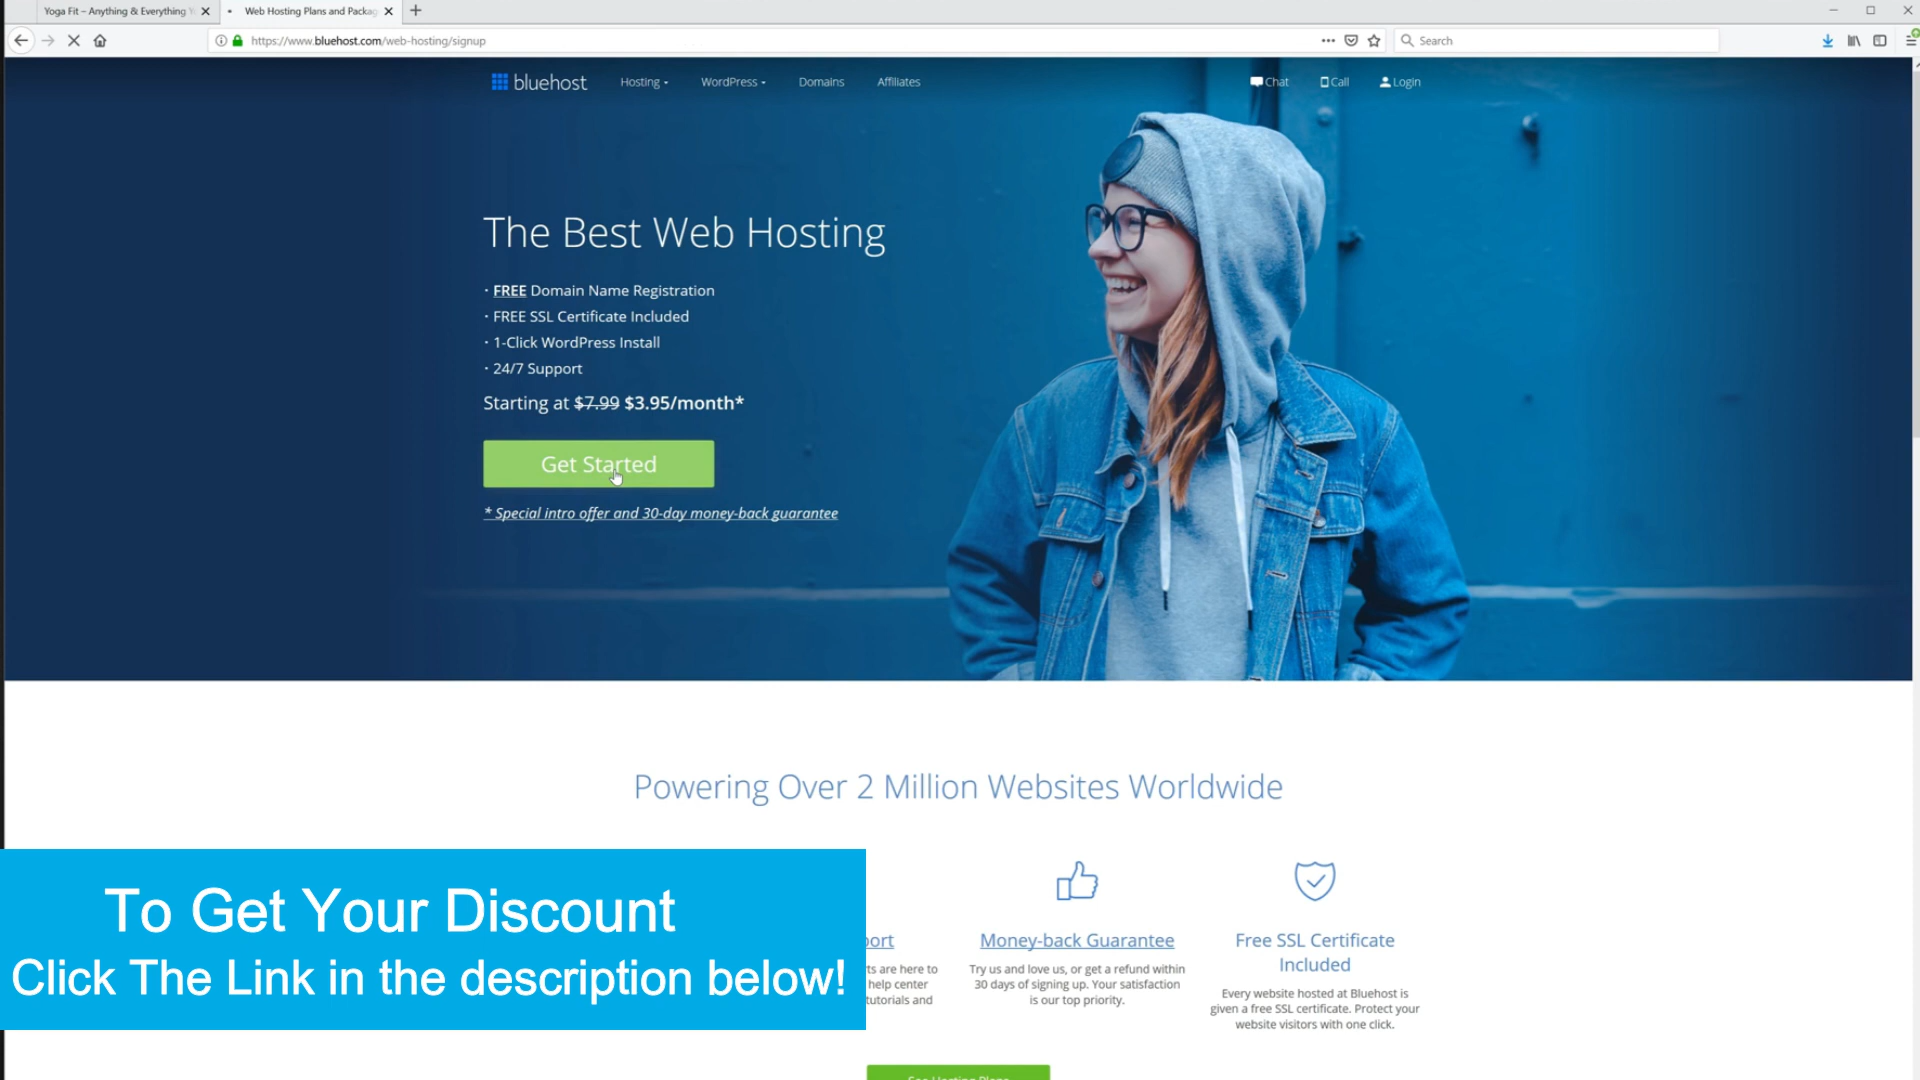 Yoga Fit – Anything & Everything
Web Hosting Plans and Packag
https://www.bluehost.com/web-hosting/signup
Search
bluehost
Hosting
WordPress
Domains
Affiliates
Chat
Call
Login
The Best Web Hosting
· FREE Domain Name Registration
· FREE SSL Certificate Included
· 1-Click WordPress Install
· 24/7 Support
Starting at $7.99 $3.95/month*
Get Started
* Special intro offer and 30-day money-back guarantee
Powering Over 2 Million Websites Worldwide
To Get Your Discount
Click The Link in the description below!
ort
ts are here to
help center
tutorials and
Money-back Guarantee
Try us and love us, or get a refund within
30 days of signing up. Your satisfaction
is our top priority.
Free SSL Certificate
Included
Every website hosted at Bluehost is
given a free SSL certificate. Protect your
website visitors with one click.